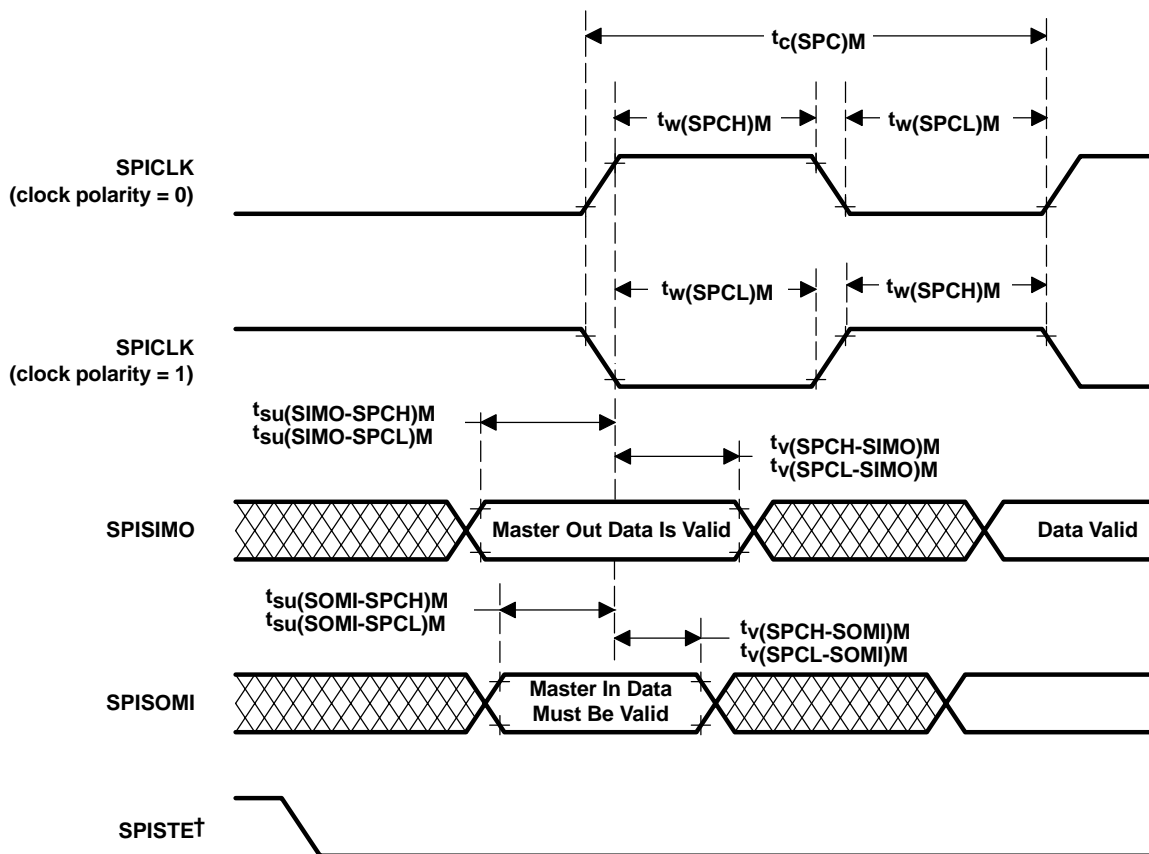 tc(SPC)M
tw(SPCH)M
tw(SPCL)M
SPICLK
(clock polarity = 0)
tw(SPCL)M
tw(SPCH)M
SPICLK
(clock polarity = 1)
tsu(SIMO-SPCH)M
tsu(SIMO-SPCL)M
tv(SPCH-SIMO)M
tv(SPCL-SIMO)M
SPISIMO
Master Out Data Is Valid
Data Valid
tsu(SOMI-SPCH)M
tsu(SOMI-SPCL)M
tv(SPCH-SOMI)M
tv(SPCL-SOMI)M
SPISOMI
Master In Data
Must Be Valid
SPISTE†